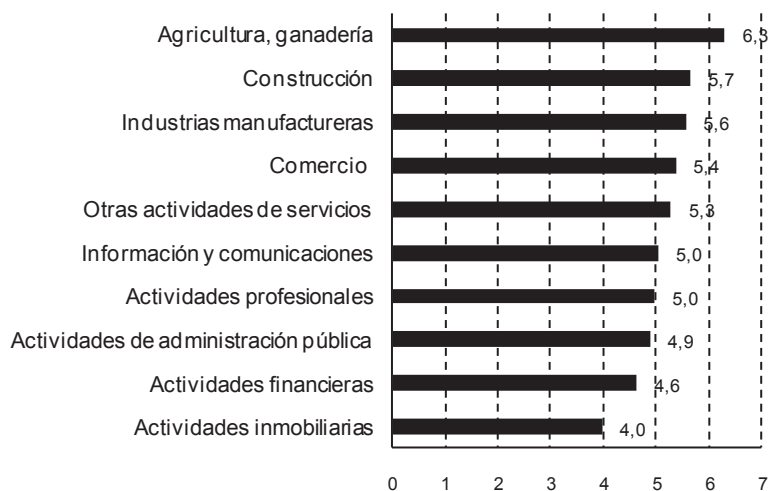 Agricultura, ganadería 6,3
Construcción 5,7
Industrias manufactureras 5,6
Comercio 5,4
Otras actividades de servicios 5,3
Información y comunicaciones 5,0
Actividades profesionales 5,0
Actividades de administración pública 4,9
Actividades financieras 4,6
Actividades inmobiliarias 4,0
0 1 2 3 4 5 6 7